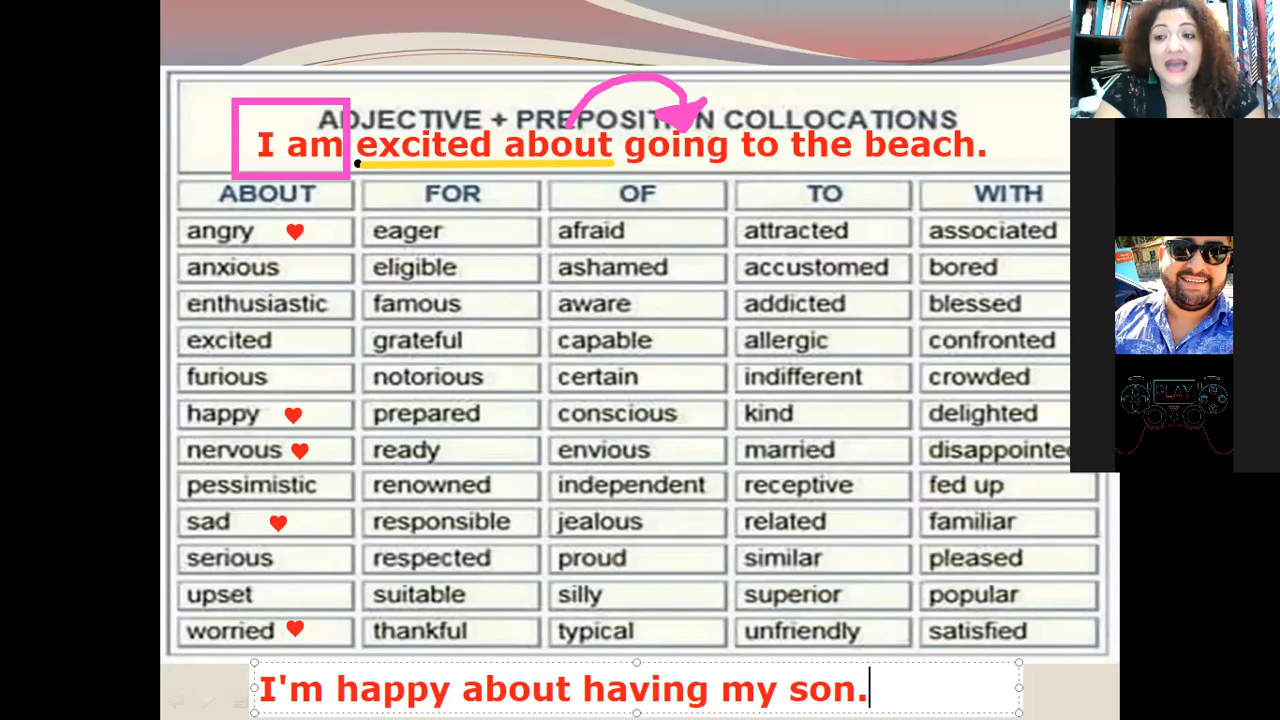 ADJECTIVE + PREPOSITION COLLOCATIONS
I am excited about going to the beach.
ABOUT FOR OF TO WITH
angry eager afraid attracted associated
anxious eligible ashamed accustomed bored
enthusiastic famous aware addicted blessed
excited grateful capable allergic confronted
furious notorious certain indifferent crowded
happy prepared conscious kind delighted
nervous ready envious married disappointed
pessimistic renowned independent receptive fed up
sad responsible jealous related familiar
serious respected proud similar pleased
upset suitable silly superior popular
worried thankful typical unfriendly satisfied
I'm happy about having my son.
PLAY